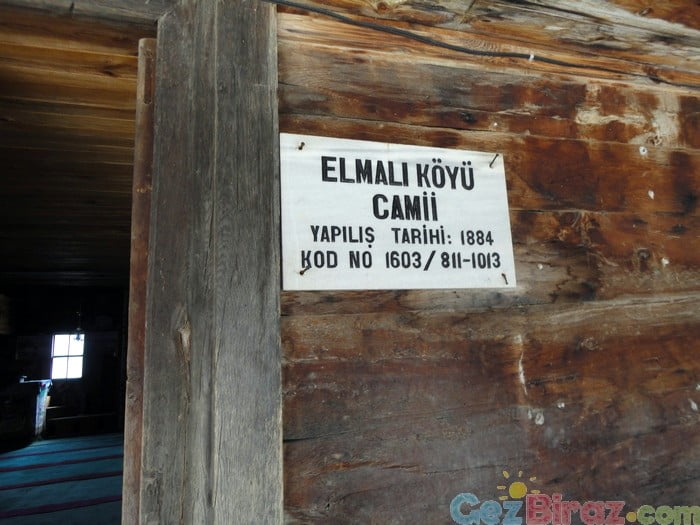 ELMALI KÖYÜ
CAMİİ
YAPILIŞ TARİHİ: 1884
KOD NO 1603/811-1013
GezBiraz.com